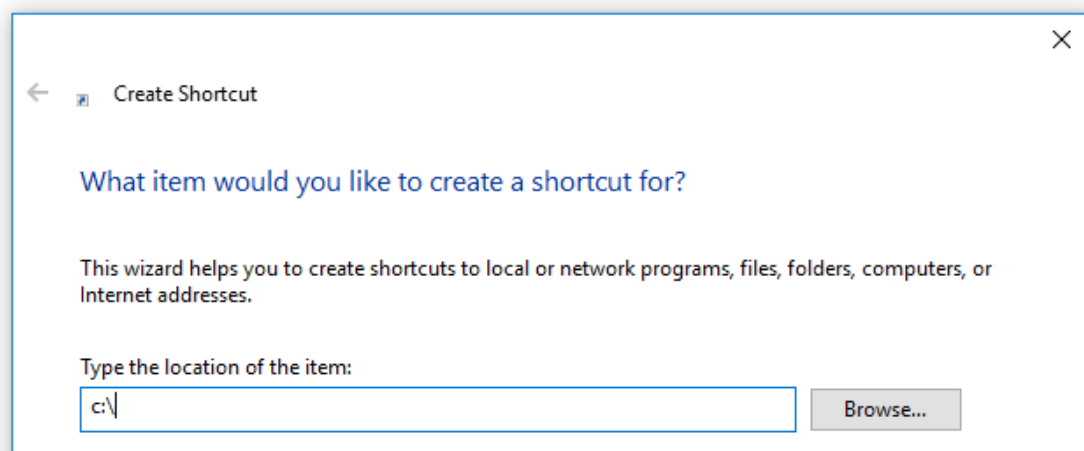 Create Shortcut
What item would you like to create a shortcut for?
This wizard helps you to create shortcuts to local or network programs, files, folders, computers, or
Internet addresses.
Type the location of the item:
c:\
Browse...